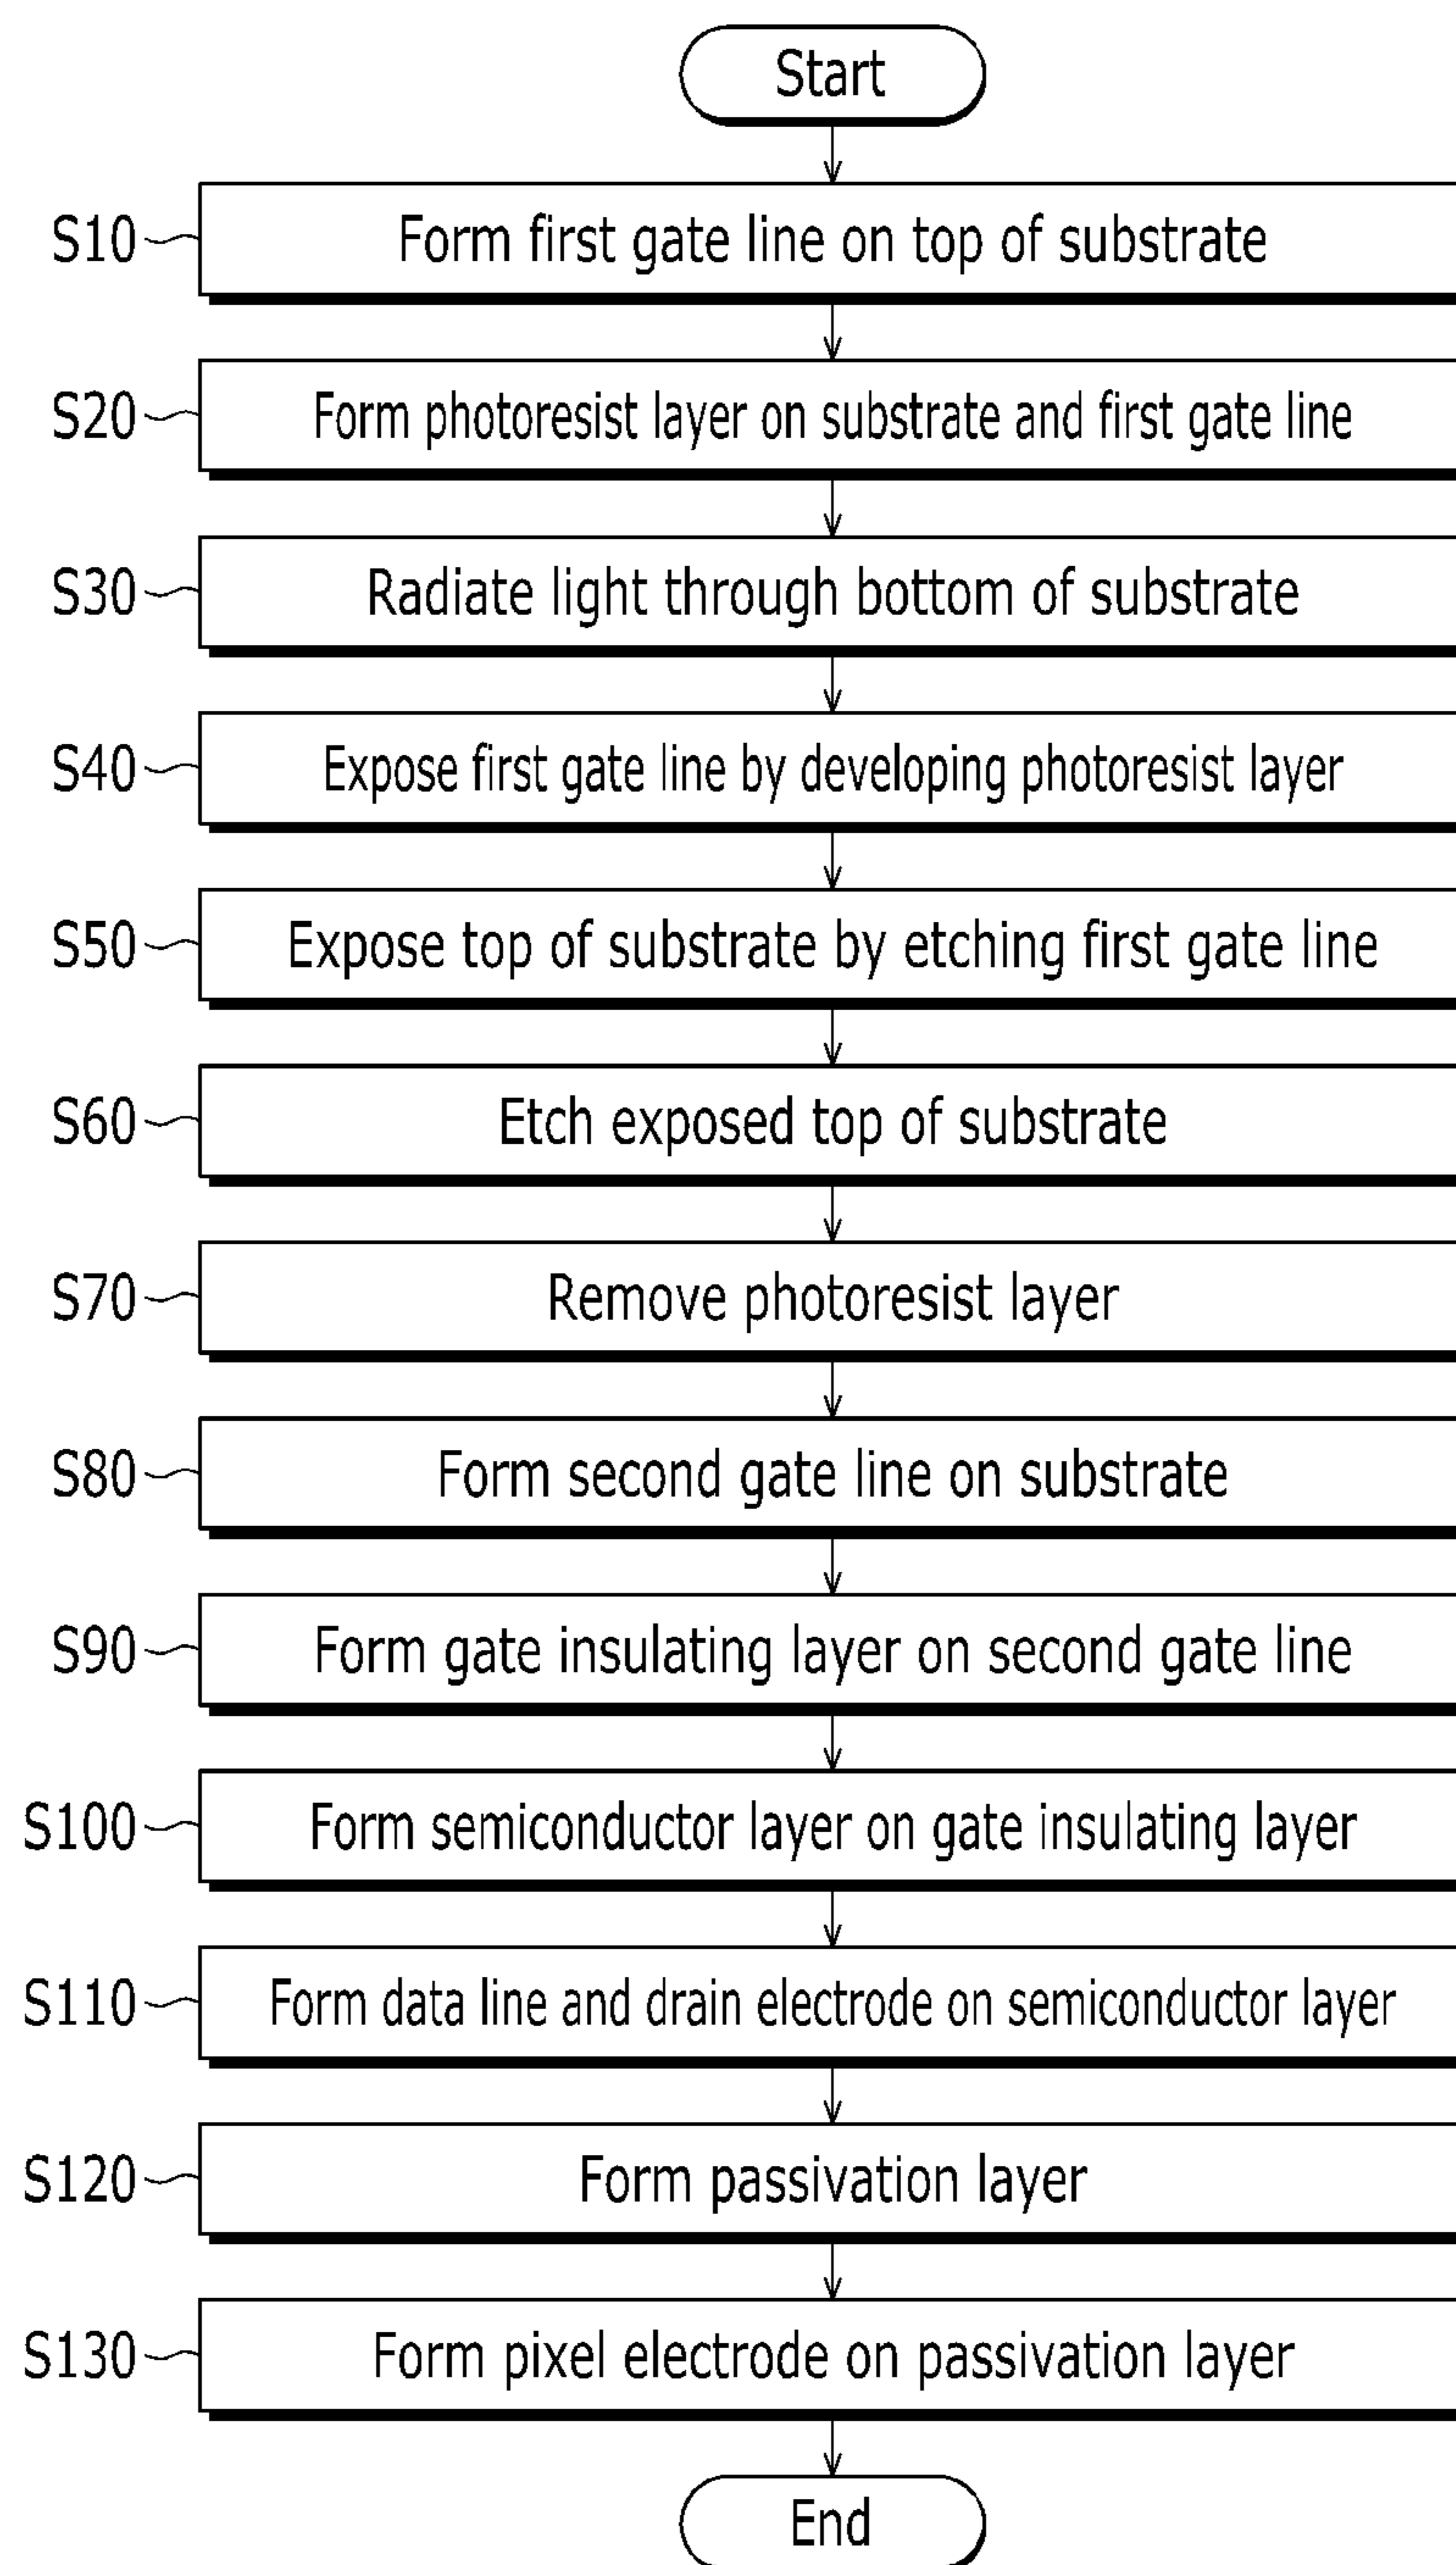 Start
S10 Form first gate line on top of substrate
S20 Form photoresist layer on substrate and first gate line
S30 Radiate light through bottom of substrate
S40 Expose first gate line by developing photoresist layer
S50 Expose top of substrate by etching first gate line
S60 Etch exposed top of substrate
S70 Remove photoresist layer
S80 Form second gate line on substrate
S90 Form gate insulating layer on second gate line
S100 Form semiconductor layer on gate insulating layer
S110 Form data line and drain electrode on semiconductor layer
S120 Form passivation layer
S130 Form pixel electrode on passivation layer
End